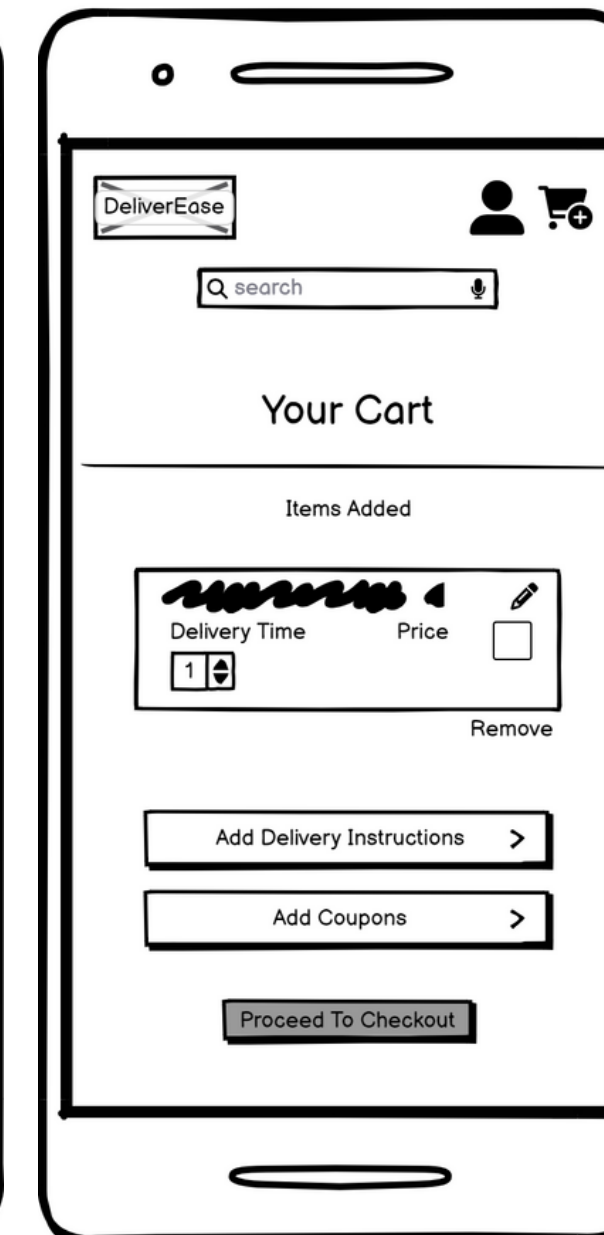 DeliverEase
search
Your Cart
Items Added
Delivery Time Price
1
Remove
Add Delivery Instructions >
Add Coupons >
Proceed To Checkout